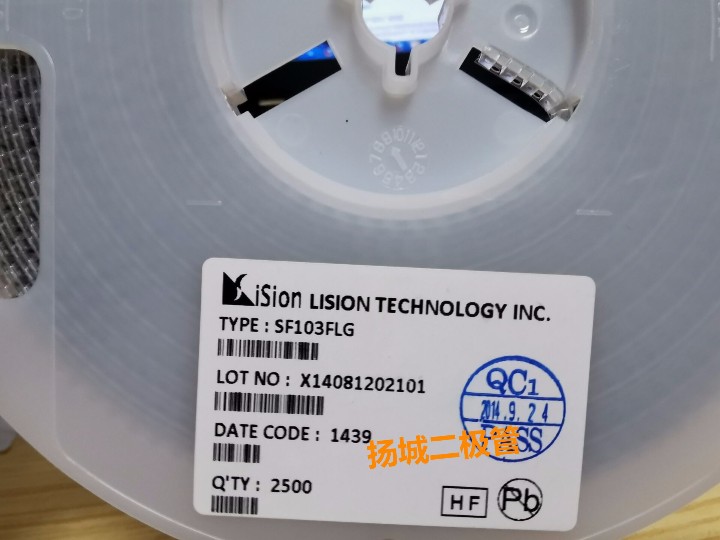 iSion LISION TECHNOLOGY INC.
TYPE : SF103FLG
LOT NO : X14081202101
DATE CODE : 1439
Q'TY : 2500
QC1
2014.9.24
PASS
扬城二极管
HF
Pb